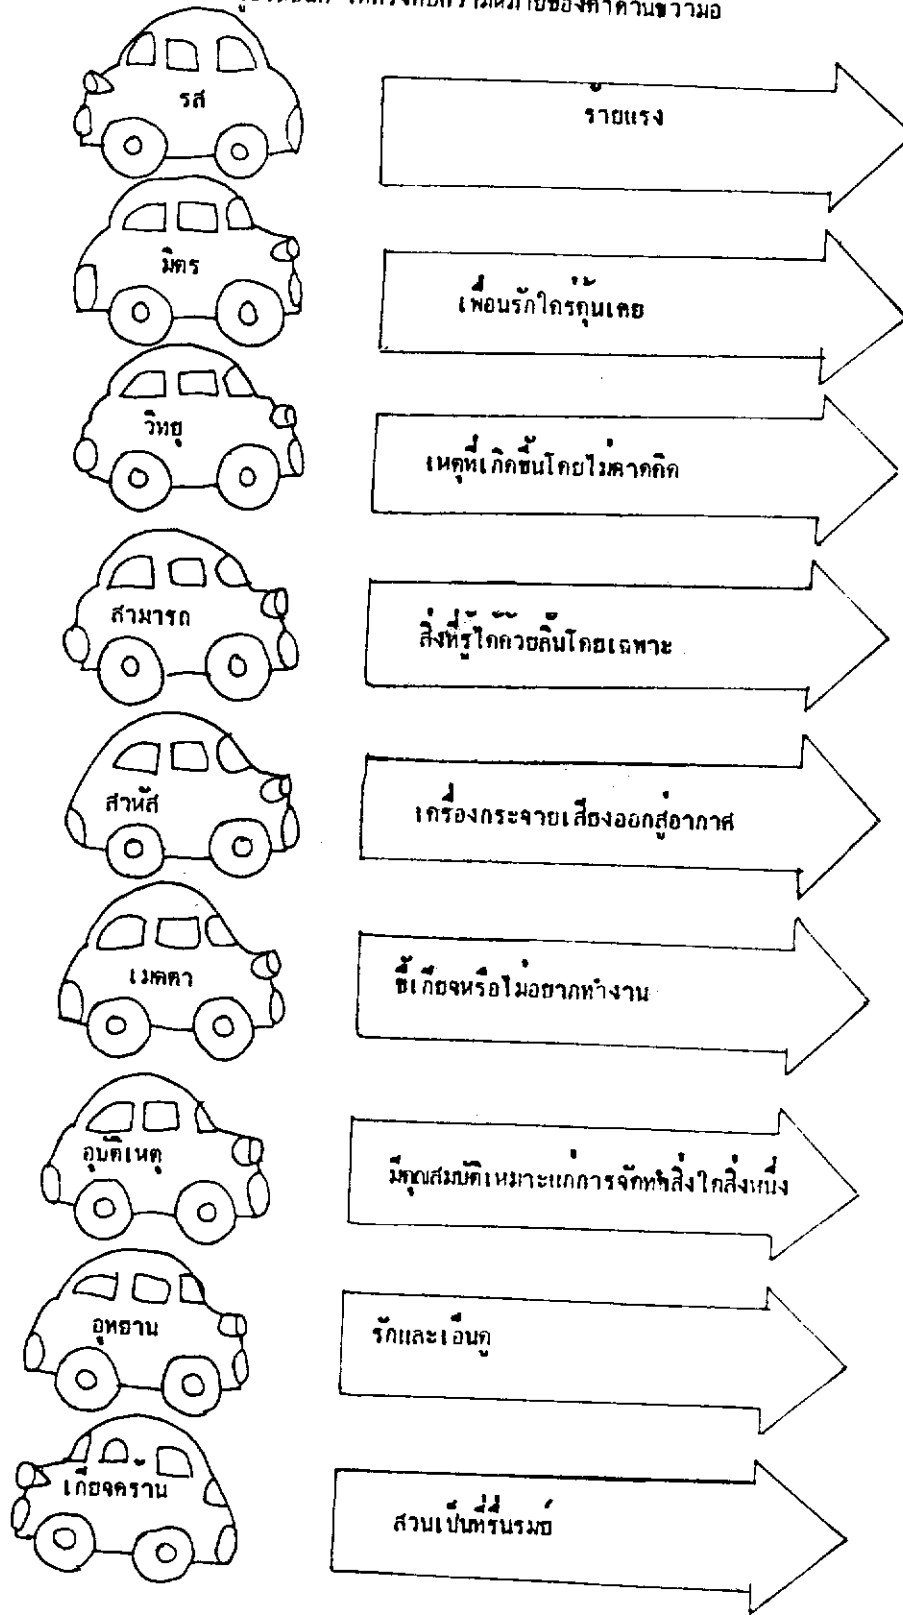 ให้ตรงกับความหมายของคำด้านขวามือ
รส
ร้ายแรง
มิตร
เพื่อนรักใคร่คุ้นเคย
วิทยุ
เหตุที่เกิดขึ้นโดยไม่คาดคิด
สามารถ
สิ่งที่รู้ได้ด้วยลิ้นโดยเฉพาะ
สาหัส
เครื่องกระจายเสียงออกสู่อากาศ
เมตตา
ขี้เกียจหรือไม่อยากทำงาน
อุบัติเหตุ
มีคุณสมบัติเหมาะแก่การจัดทำสิ่งใดสิ่งหนึ่ง
อุทยาน
รักและเอ็นดู
เกียจคร้าน
สวนเป็นที่รื่นรมย์